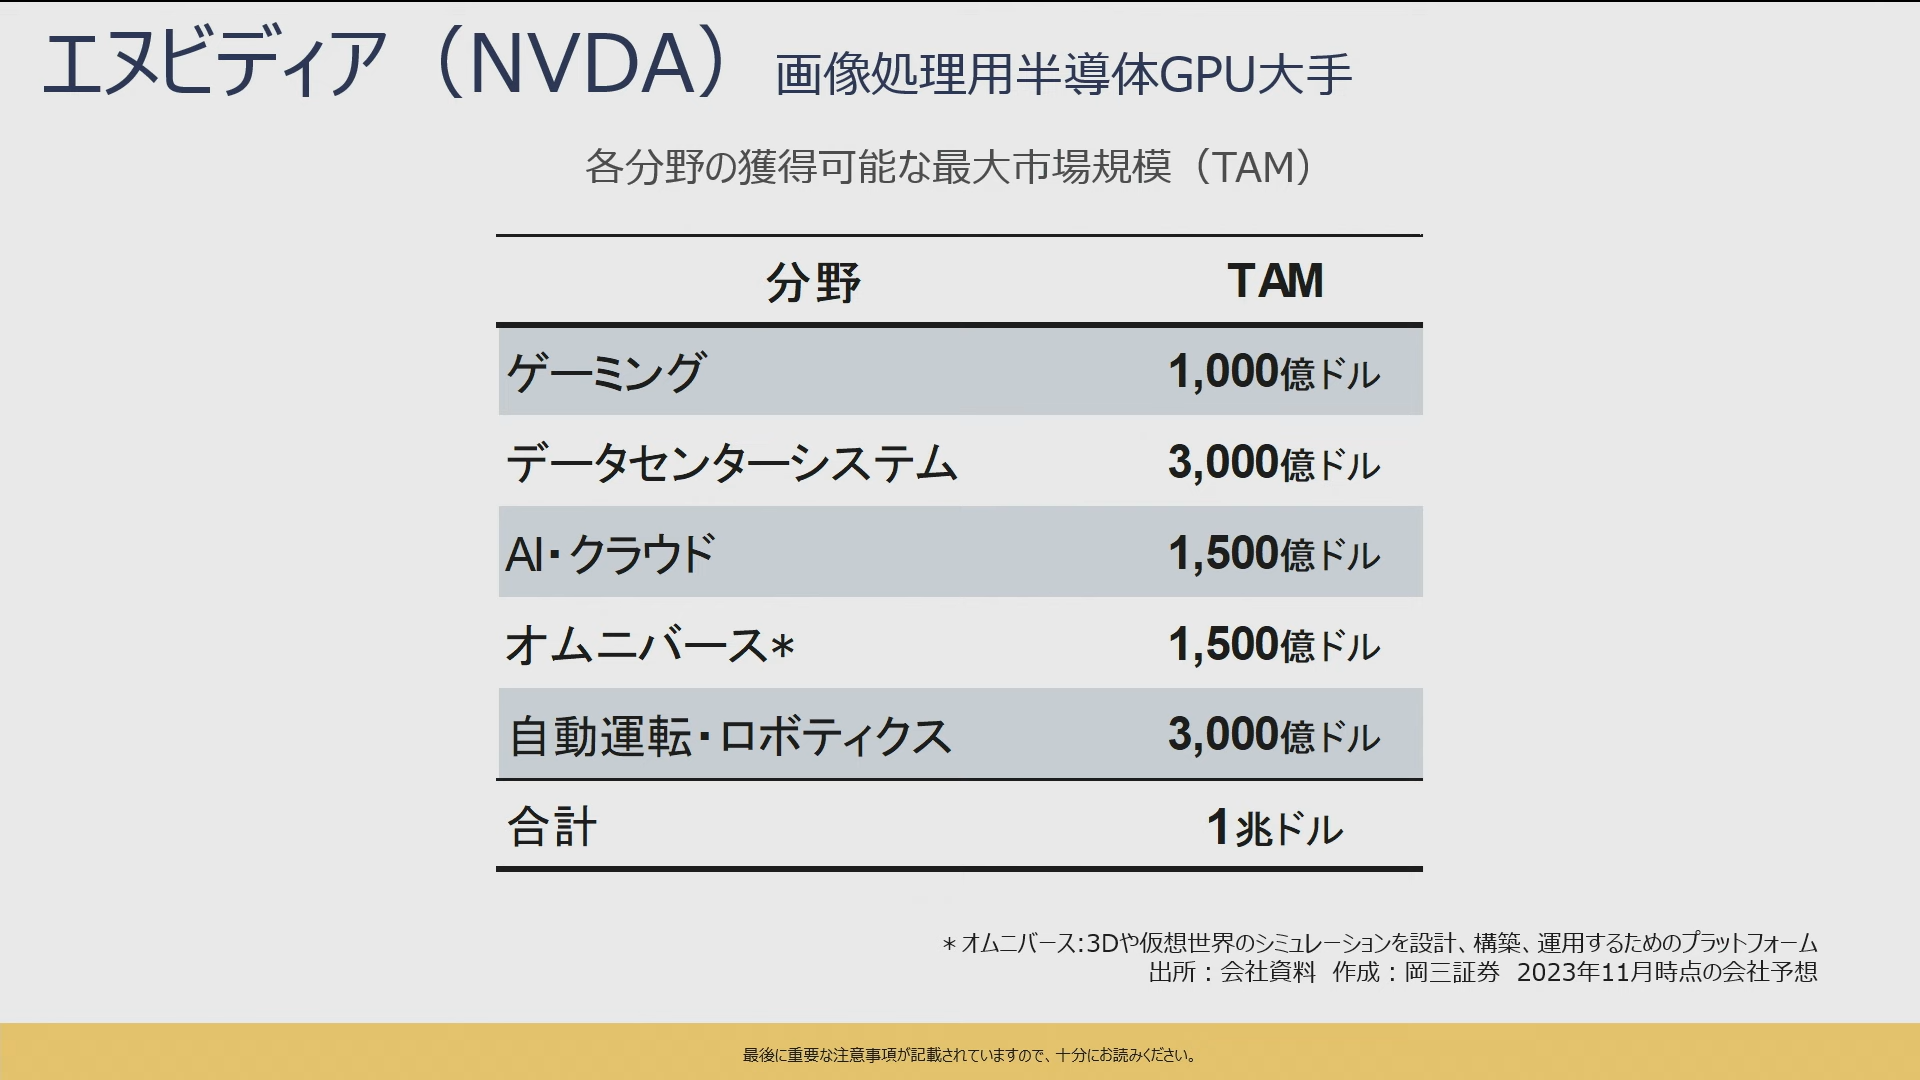 エヌビディア（NVDA）画像処理用半導体GPU大手
各分野の獲得可能な最大市場規模（TAM）
分野 TAM
ゲーミング 1,000億ドル
データセンターシステム 3,000億ドル
AI・クラウド 1,500億ドル
オムニバース＊ 1,500億ドル
自動運転・ロボティクス 3,000億ドル
合計 1兆ドル
＊オムニバース:3Dや仮想世界のシミュレーションを設計、構築、運用するためのプラットフォーム
出所：会社資料　作成：岡三証券　2023年11月時点の会社予想
最後に重要な注意事項が記載されていますので、十分にお読みください。